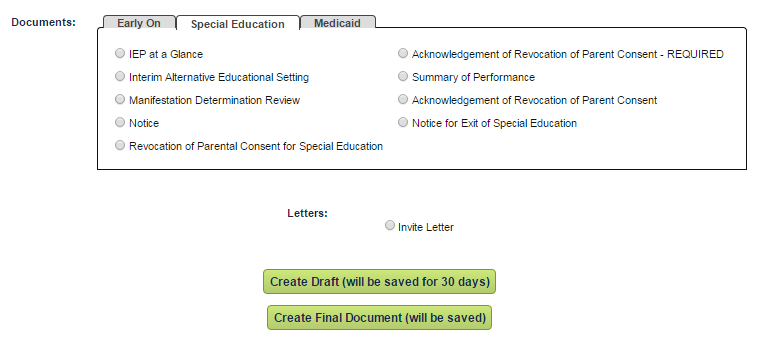 Documents:
Early On
Special Education
Medicaid
IEP at a Glance
Acknowledgement of Revocation of Parent Consent - REQUIRED
Interim Alternative Educational Setting
Summary of Performance
Manifestation Determination Review
Acknowledgement of Revocation of Parent Consent
Notice
Notice for Exit of Special Education
Revocation of Parental Consent for Special Education
Letters:
Invite Letter
Create Draft (will be saved for 30 days)
Create Final Document (will be saved)